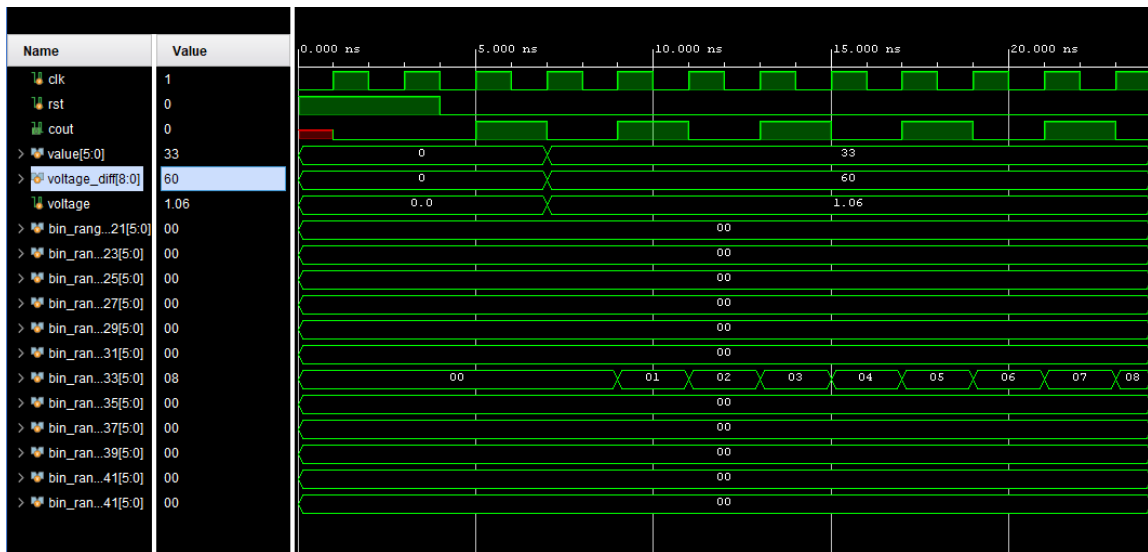 Name Value 0.000 ns 5.000 ns 10.000 ns 15.000 ns 20.000 ns
clk 1
rst 0
cout 0
value[5:0] 33 0 33
voltage_diff[8:0] 60 0 60
voltage 1.06 0.0 1.06
bin_rang...21[5:0] 00 00
bin_ran...23[5:0] 00 00
bin_ran...25[5:0] 00 00
bin_ran...27[5:0] 00 00
bin_ran...29[5:0] 00 00
bin_ran...31[5:0] 00 00
bin_ran...33[5:0] 08 00 01 02 03 04 05 06 07 08
bin_ran...35[5:0] 00 00
bin_ran...37[5:0] 00 00
bin_ran...39[5:0] 00 00
bin_ran...41[5:0] 00 00
bin_ran...41[5:0] 00 00